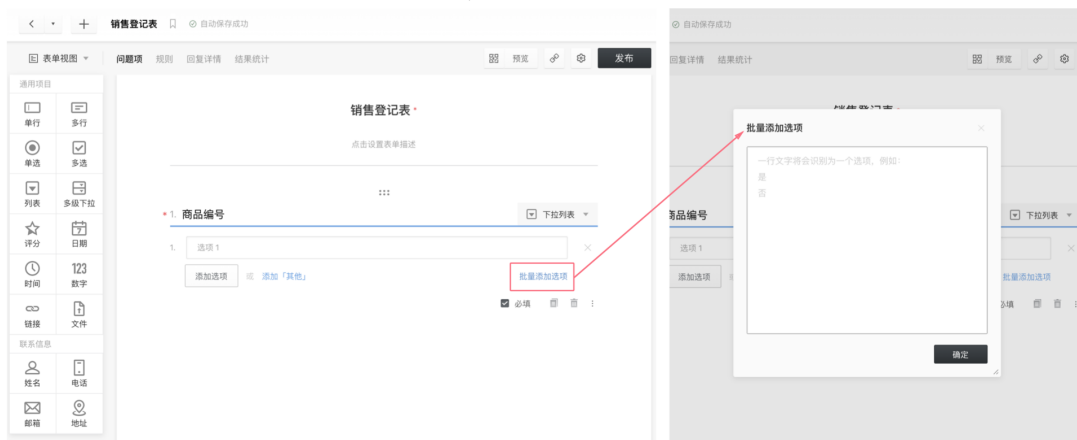 销售登记表 自动保存成功
表单视图 问题项 规则 回复详情 结果统计 预览 发布
通用项目
单行 多行
单选 多选
列表 多级下拉
评分 日期
时间 123 数字
链接 文件
联系信息
姓名 电话
邮箱 地址
销售登记表 *
点击设置表单描述
* 1. 商品编号 下拉列表
1. 选项 1
添加选项 或 添加「其他」 批量添加选项
必填
自动保存成功
回复详情 结果统计 预览
销售登记表
批量添加选项
一行文字将会识别为一个选项，例如：
是
否
确定
商品编号 下拉列表
选项 1
添加选项 批量添加选项
必填